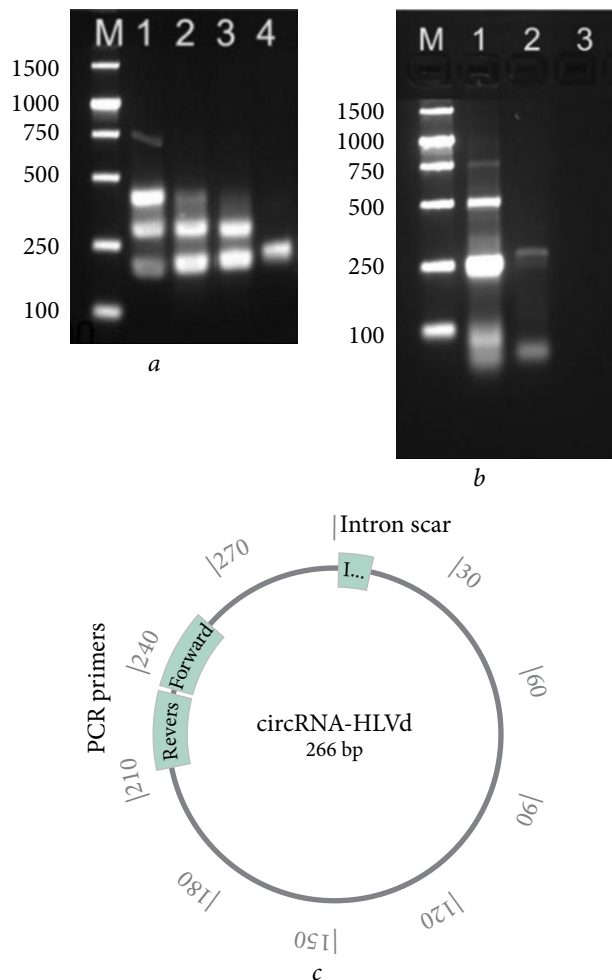 M 1 2 3 4
1500
1000
750
500
250
100
a
M 1 2 3
1500
1000
750
500
250
100
b
Intron scar
I...
270
30
240
60
210
90
180
120
150
PCR primers
Forward
Revers
circRNA-HLVd
266 bp
c